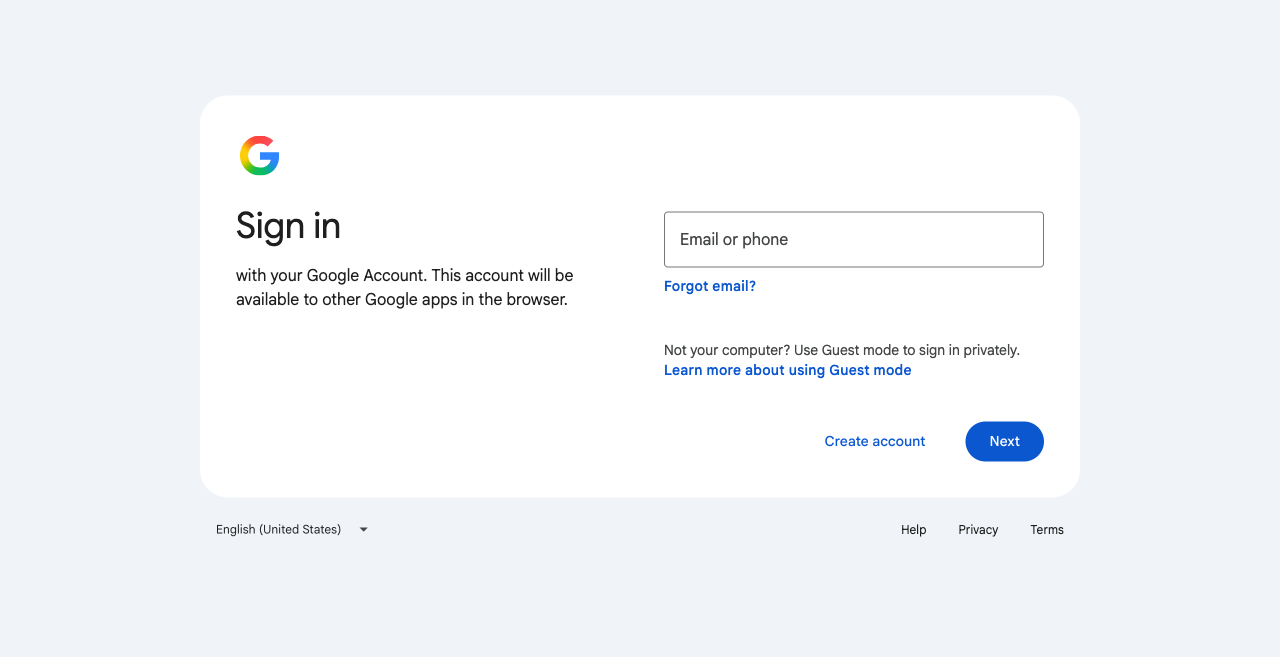 Sign in
with your Google Account. This account will be
available to other Google apps in the browser.
Email or phone
Forgot email?
Not your computer? Use Guest mode to sign in privately.
Learn more about using Guest mode
Create account
Next
English (United States)
Help
Privacy
Terms